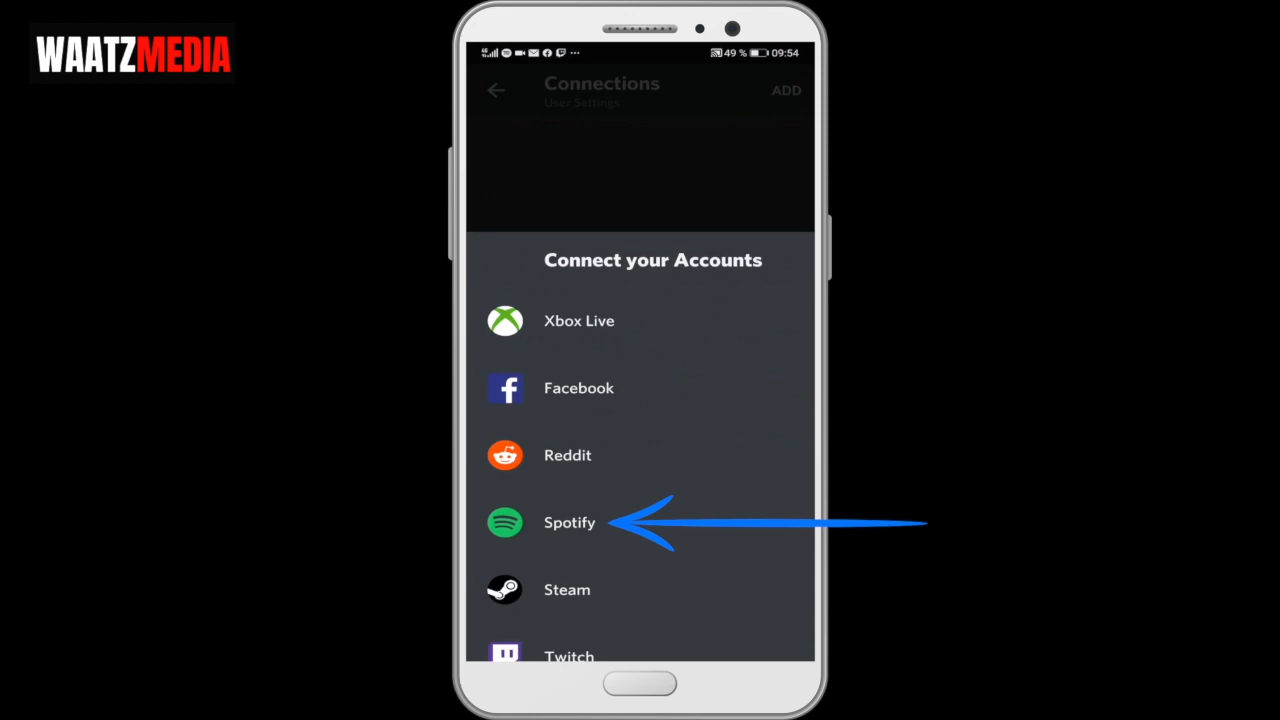 WAATZMEDIA
49 % 09:54
Connections
User Settings
ADD
Connect your Accounts
Xbox Live
Facebook
Reddit
Spotify
Steam
Twitch